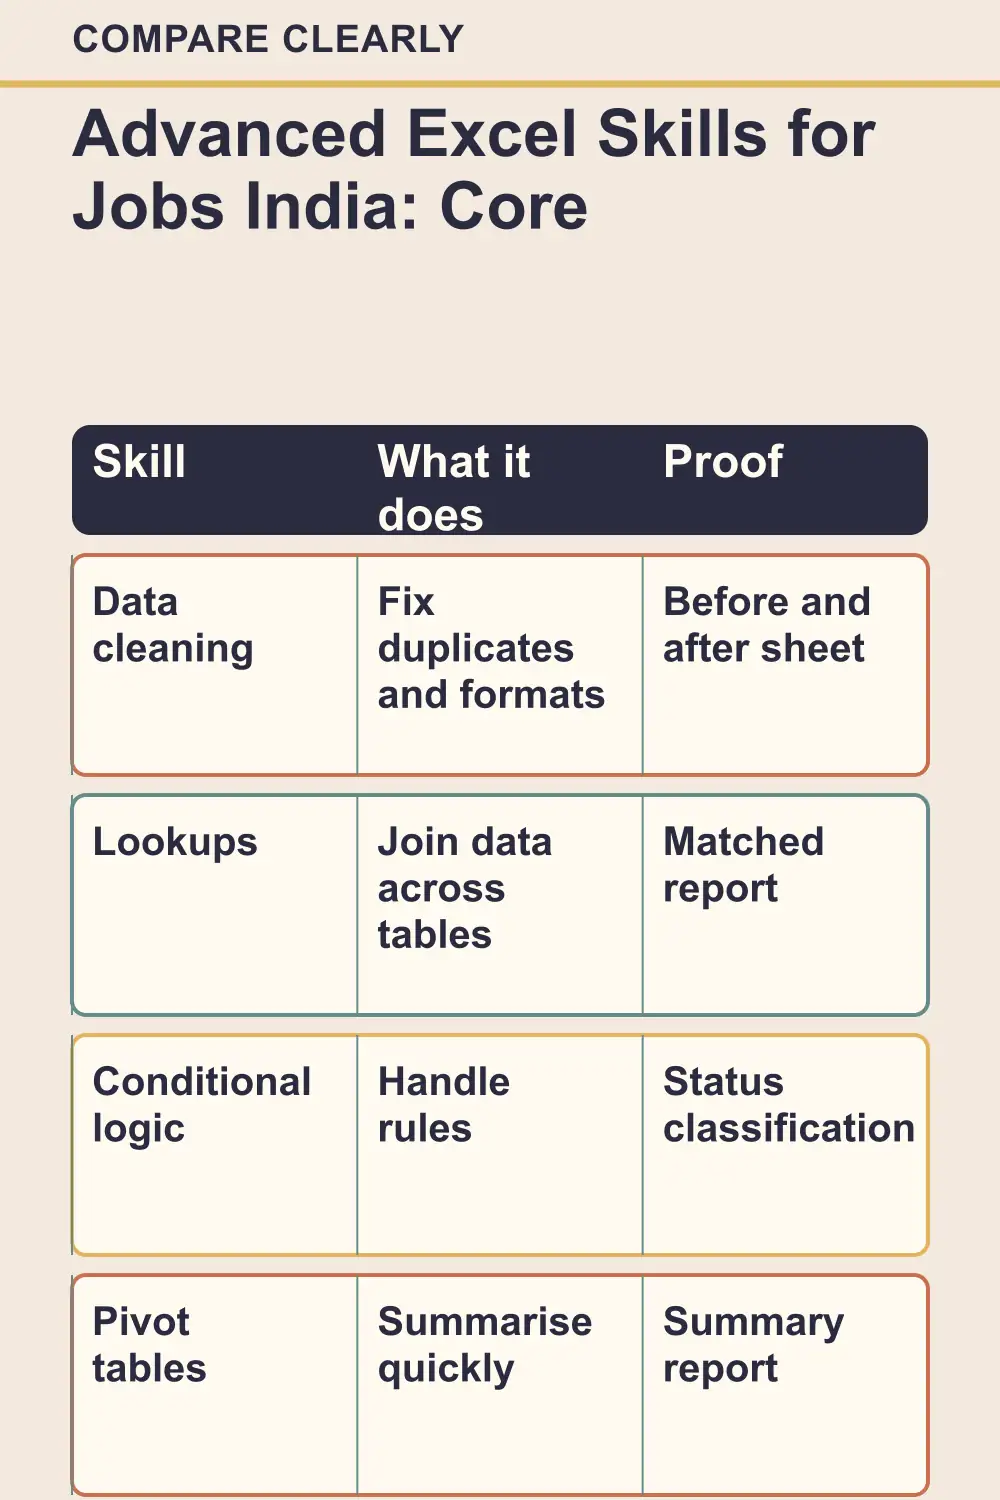 COMPARE CLEARLY
Advanced Excel Skills for
Jobs India: Core
Skill
What it
does
Proof
Data
cleaning
Fix
duplicates
and formats
Before and
after sheet
Lookups
Join data
across
tables
Matched
report
Conditional
logic
Handle
rules
Status
classification
Pivot
tables
Summarise
quickly
Summary
report